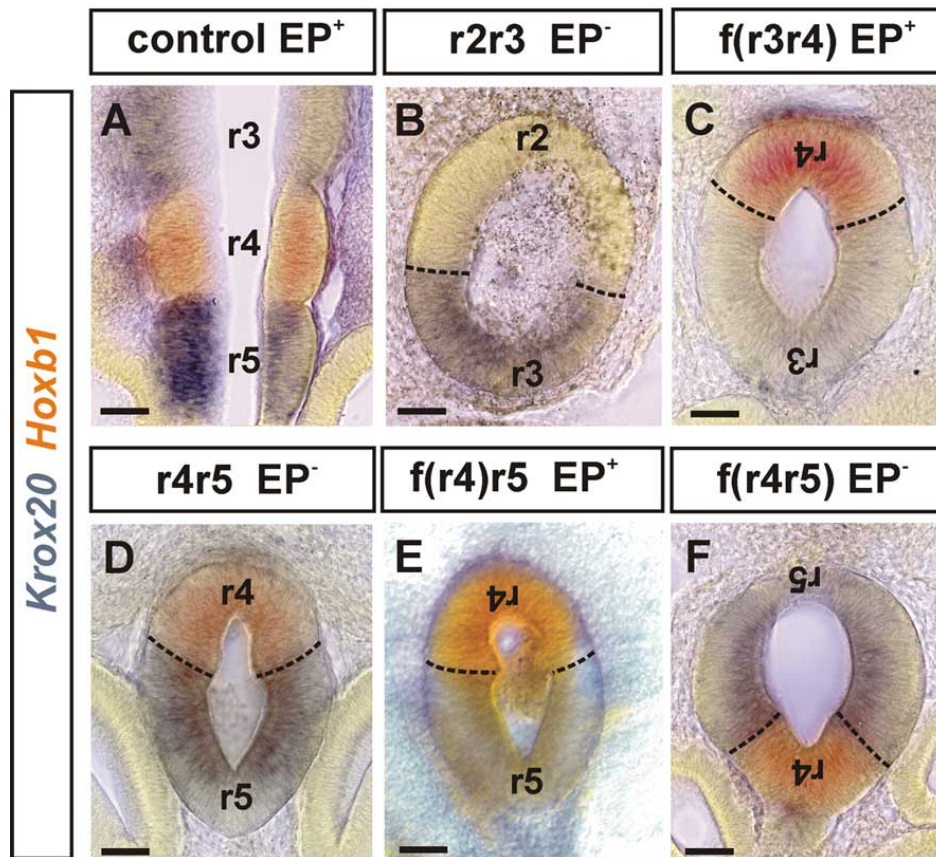 control EP⁺
r2r3 EP⁻
f(r3r4) EP⁺
Krox20 Hoxb1
A
r3
r4
r5
B
r2
r3
C
r4
r3
r4r5 EP⁻
f(r4)r5 EP⁺
f(r4r5) EP⁻
D
r4
r5
E
r4
r5
F
r5
r4